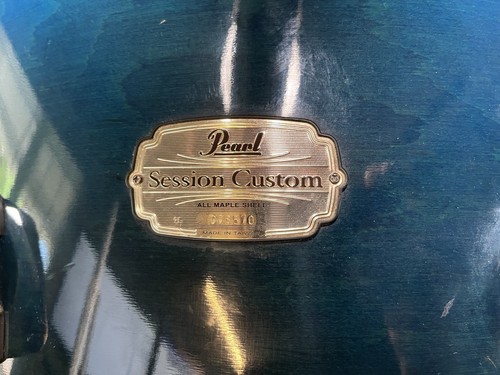 Pearl
Session Custom
ALL MAPLE SHELL
MADE IN TAIWAN